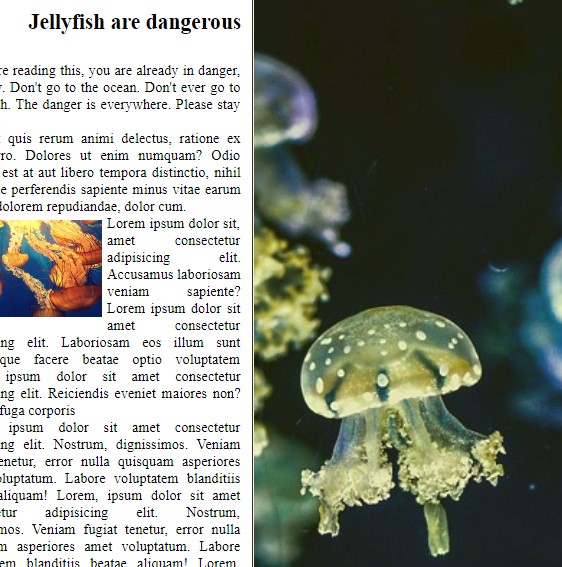 Jellyfish are dangerous
re reading this, you are already in danger,
Don't go to the ocean. Don't ever go to
h. The danger is everywhere. Please stay
quis rerum animi delectus, ratione ex
ro. Dolores ut enim numquam? Odio
est at aut libero tempora distinctio, nihil
e perferendis sapiente minus vitae earum
dolorem repudiandae, dolor cum.
Lorem ipsum dolor sit,
amet consectetur
adipisicing elit.
Accusamus laboriosam
veniam sapiente?
Lorem ipsum dolor sit
amet consectetur
ng elit. Laboriosam eos illum sunt
que facere beatae optio voluptatem
ipsum dolor sit amet consectetur
ng elit. Reiciendis eveniet maiores non?
fuga corporis
ipsum dolor sit amet consectetur
ng elit. Nostrum, dignissimos. Veniam
enetur, error nulla quisquam asperiores
oluptatum. Labore voluptatem blanditiis
aliquam! Lorem, ipsum dolor sit amet
tur adipisicing elit. Nostrum,
mos. Veniam fugiat tenetur, error nulla
m asperiores amet voluptatum. Labore
em blanditiis beatae aliquam! Lorem,